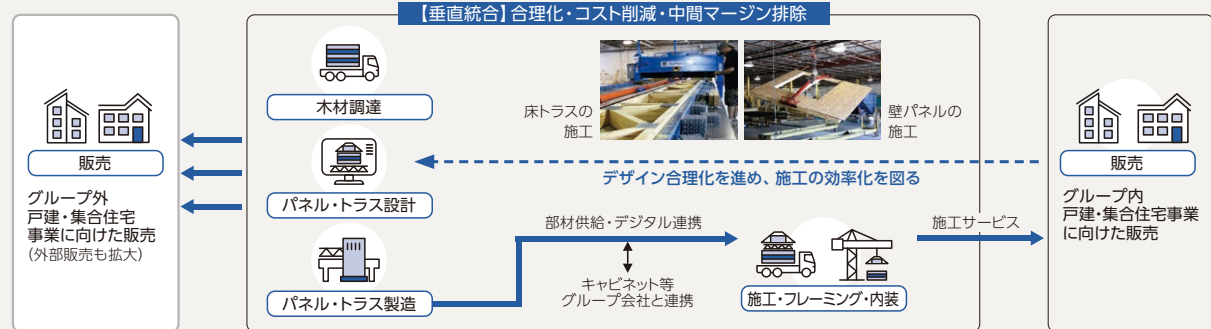 【垂直統合】合理化・コスト削減・中間マージン排除
販売
グループ外
戸建・集合住宅
事業に向けた販売
（外部販売も拡大）
木材調達
パネル・トラス設計
パネル・トラス製造
床トラスの
施工
壁パネルの
施工
デザイン合理化を進め、施工の効率化を図る
部材供給・デジタル連携
キャビネット等
グループ会社と連携
施工・フレーミング・内装
施工サービス
販売
グループ内
戸建・集合住宅事業
に向けた販売